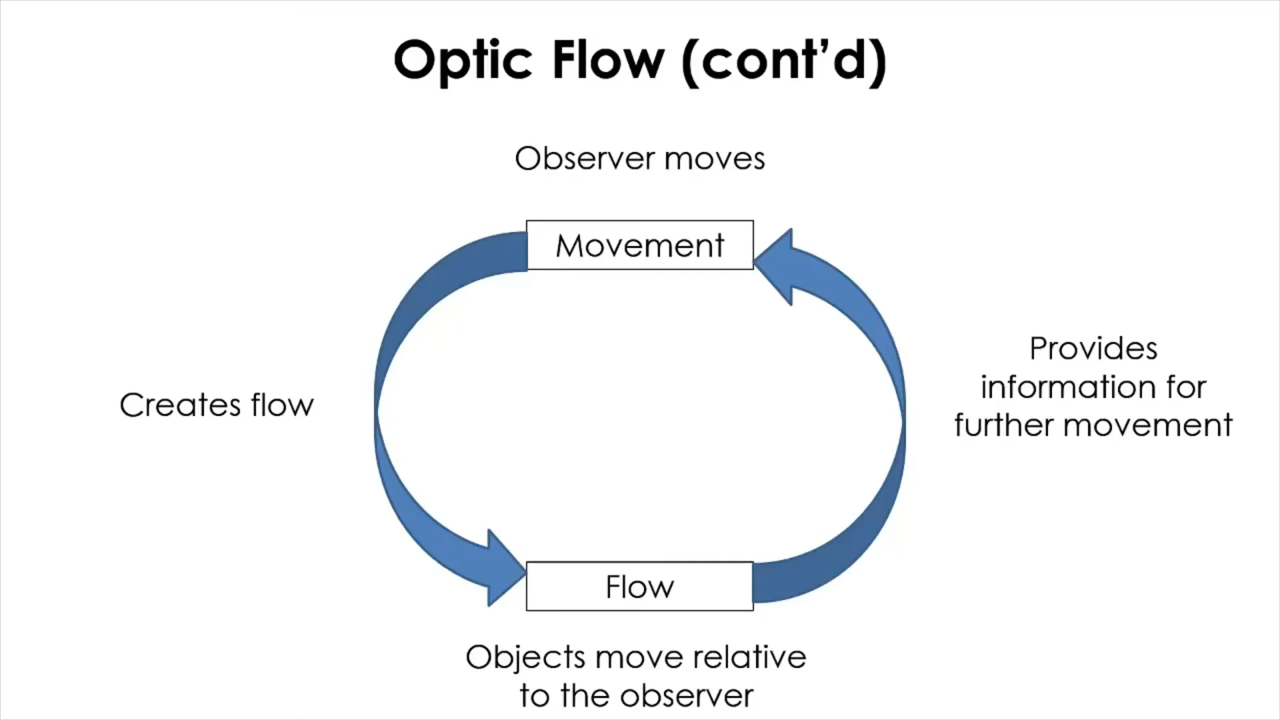 Optic Flow (cont’d)
Observer moves
Movement
Creates flow
Provides
information for
further movement
Flow
Objects move relative
to the observer